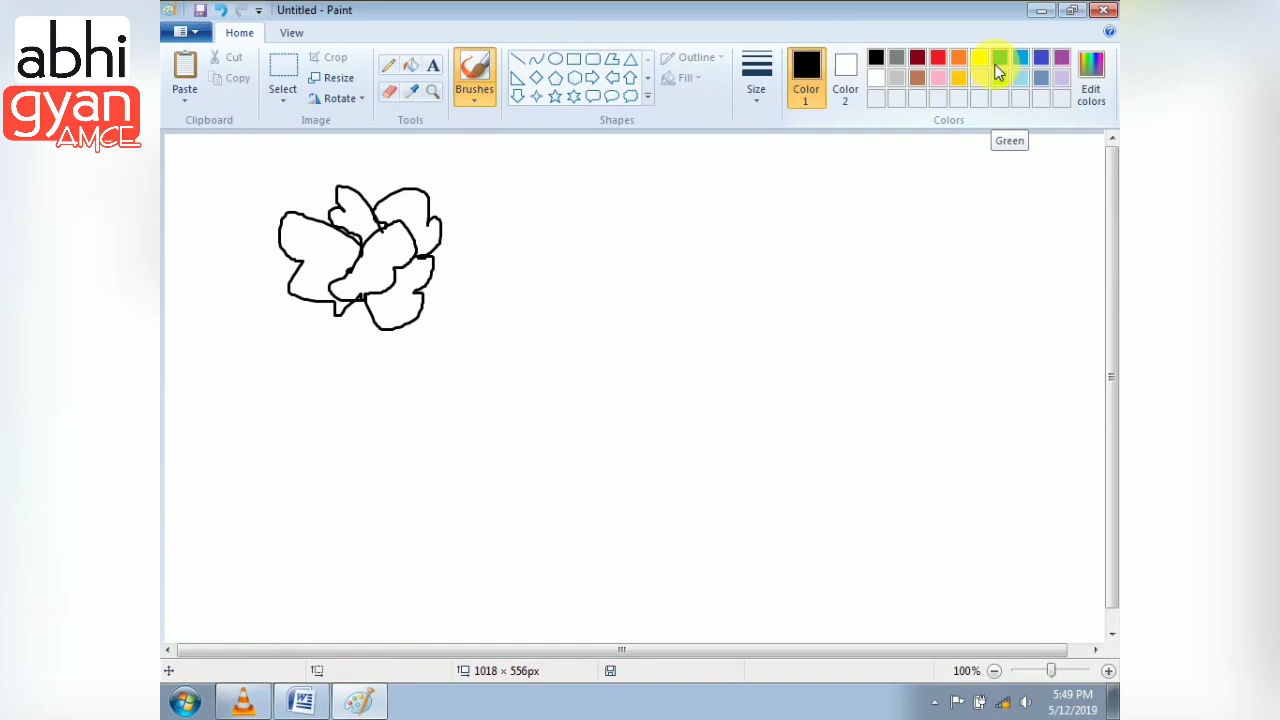 abhi
gyan
AMCE
Untitled - Paint
Home
View
Paste
Cut
Copy
Clipboard
Select
Crop
Resize
Rotate
Image
A
Tools
Brushes
Shapes
Outline
Fill
Size
Color
1
Color
2
Edit
colors
Colors
Green
1018 × 556px
100%
5:49 PM
5/12/2019